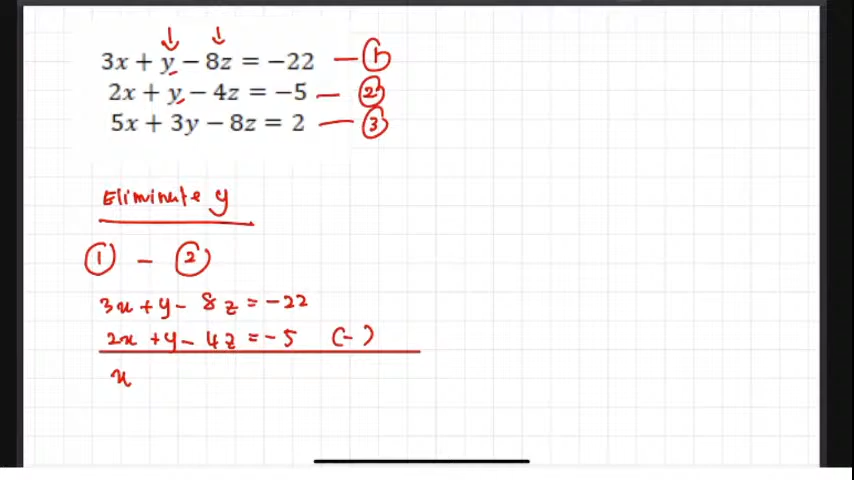 3x + y − 8z = −22 — ①
2x + y − 4z = −5 — ②
5x + 3y − 8z = 2 — ③
Eliminate y
① − ②
3x + y − 8z = −22
2x + y − 4z = −5 (−)
x